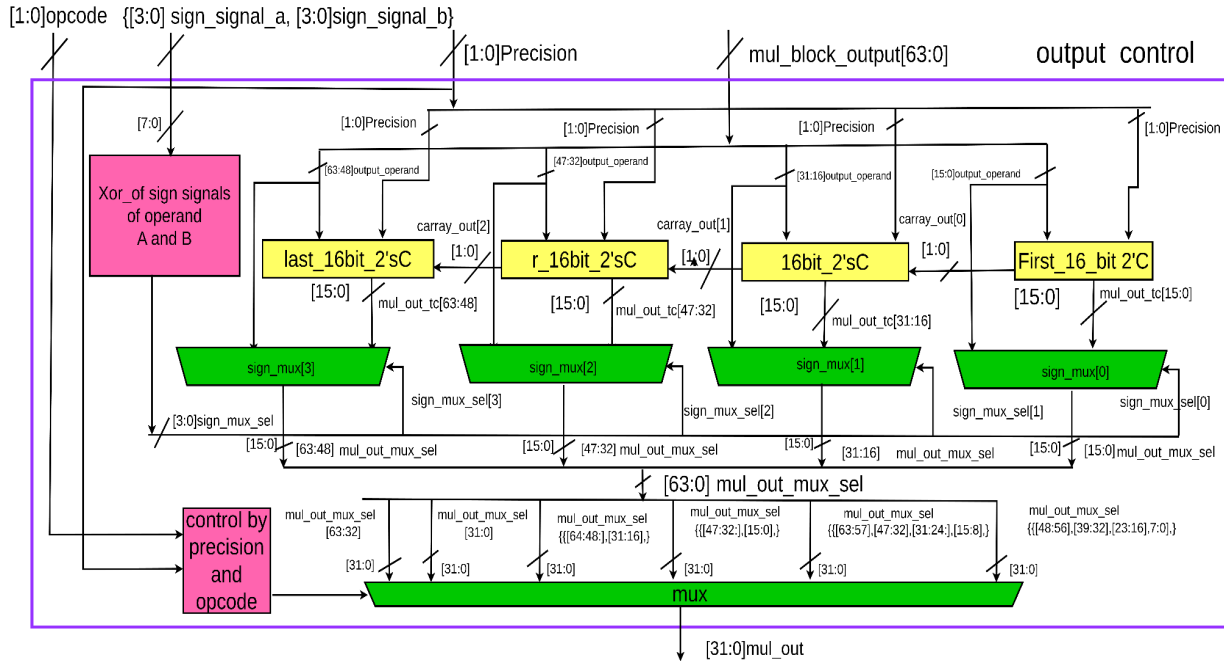 [1:0]opcode {[3:0] sign_signal_a, [3:0]sign_signal_b}
[1:0]Precision
mul_block_output[63:0]
output control
[7:0]
[1:0]Precision
[1:0]Precision
[1:0]Precision
[1:0]Precision
Xor_of sign signals
of operand
A and B
[63:48]output_operand
[47:32]output_operand
[31:16]output_operand
[15:0]output_operand
carray_out[2]
carray_out[1]
carray_out[0]
[1:0]
[1:0]
[1:0]
last_16bit_2'sC
r_16bit_2'sC
16bit_2'sC
First_16_bit 2'C
[15:0]
mul_out_tc[63:48]
[15:0]
mul_out_tc[47:32]
[15:0]
mul_out_tc[31:16]
[15:0]
mul_out_tc[15:0]
sign_mux[3]
sign_mux[2]
sign_mux[1]
sign_mux[0]
sign_mux_sel[3]
sign_mux_sel[2]
sign_mux_sel[1]
sign_mux_sel[0]
[3:0]sign_mux_sel
[15:0]
[63:48] mul_out_mux_sel
[15:0]
[47:32] mul_out_mux_sel
[15:0]
[31:16] mul_out_mux_sel
[15:0]
[15:0] mul_out_mux_sel
[63:0] mul_out_mux_sel
mul_out_mux_sel
[63:32]
mul_out_mux_sel
[31:0]
mul_out_mux_sel
{{[64:48:],[31:16],}
mul_out_mux_sel
{{[47:32:],[15:0],}
mul_out_mux_sel
{{[63:57],[47:32],[31:24:],[15:8],}
mul_out_mux_sel
{{[48:56],[39:32],[23:16],7:0],}
control by
precision
and
opcode
[31:0]
[31:0]
[31:0]
[31:0]
[31:0]
[31:0]
mux
[31:0]mul_out